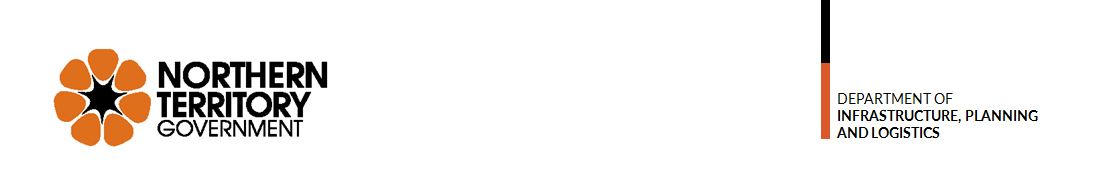 NORTHERN
TERRITORY
GOVERNMENT
DEPARTMENT OF
INFRASTRUCTURE, PLANNING
AND LOGISTICS